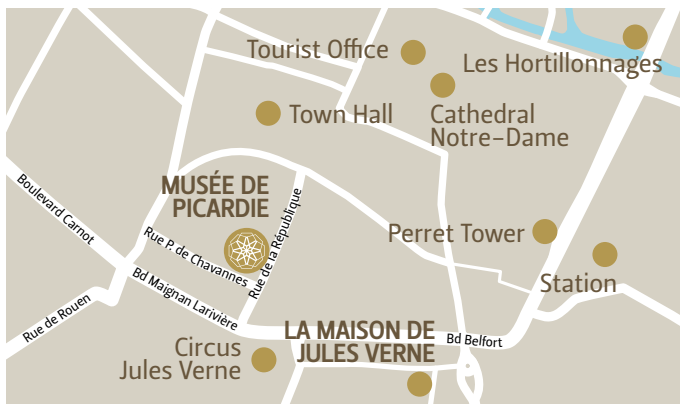 Tourist Office
Les Hortillonnages
Town Hall
Cathedral
Notre-Dame
MUSÉE DE
PICARDIE
Boulevard Carnot
Rue P. de Chavannes
Rue de la République
Perret Tower
Station
Bd Maignan Larivière
Rue de Rouen
LA MAISON DE
JULES VERNE
Bd Belfort
Circus
Jules Verne